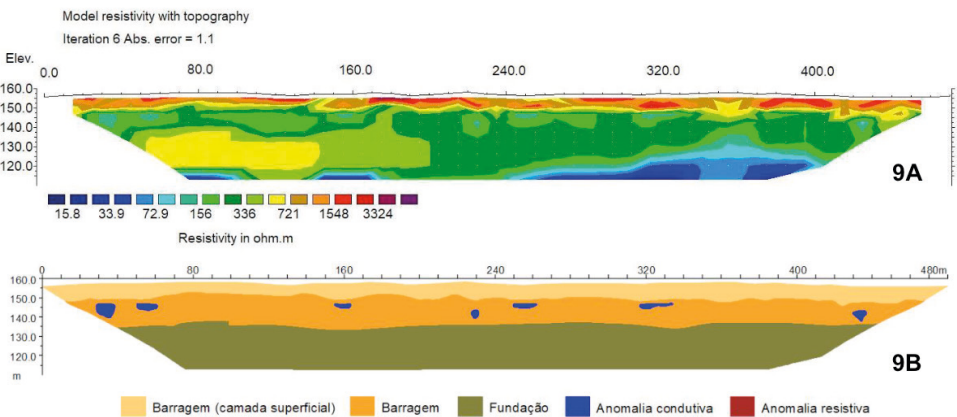 Model resistivity with topography
Iteration 6 Abs. error = 1.1
Elev.
0.0 80.0 160.0 240.0 320.0 400.0
160.0
150.0
140.0
130.0
120.0
9A
15.8 33.9 72.9 156 336 721 1548 3324
Resistivity in ohm.m
0 80 160 240 320 400 480m
160.0
150.0
140.0
130.0
120.0
m
9B
Barragem (camada superficial) Barragem Fundação Anomalia condutiva Anomalia resistiva